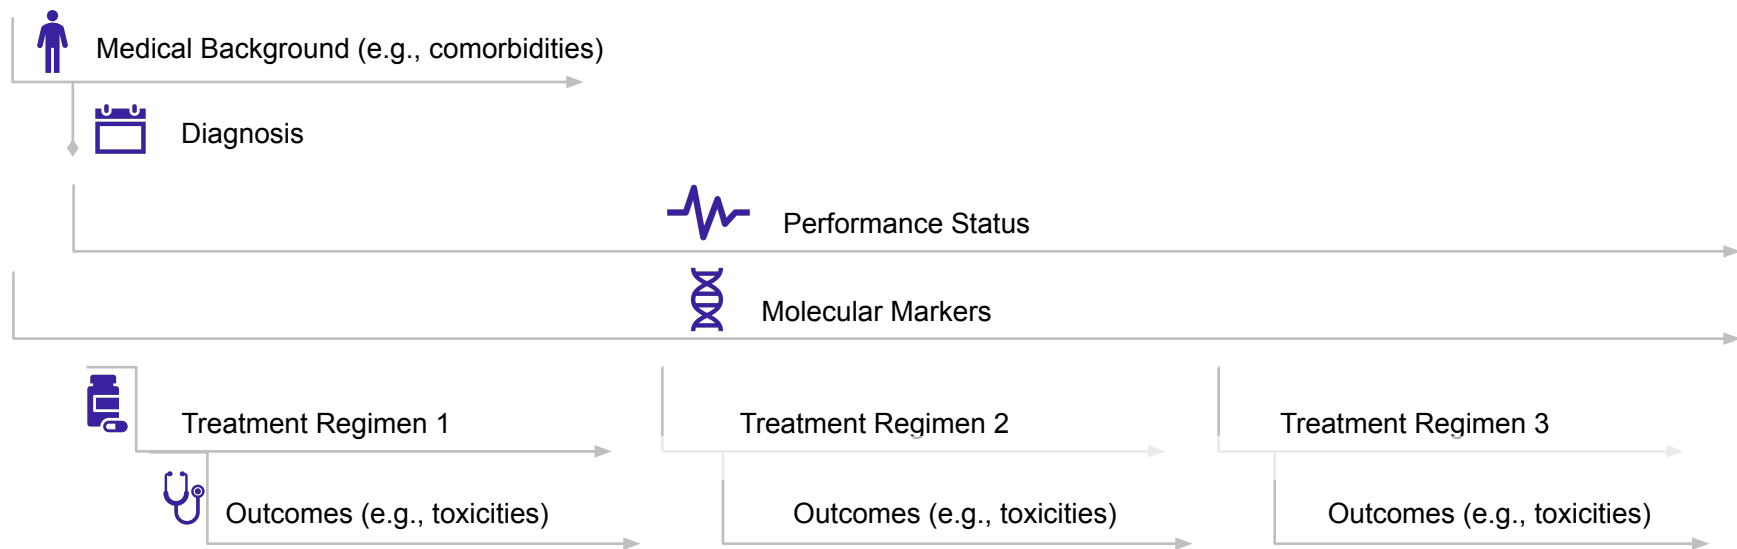 Medical Background (e.g., comorbidities)
Diagnosis
Performance Status
Molecular Markers
Treatment Regimen 1
Treatment Regimen 2
Treatment Regimen 3
Outcomes (e.g., toxicities)
Outcomes (e.g., toxicities)
Outcomes (e.g., toxicities)